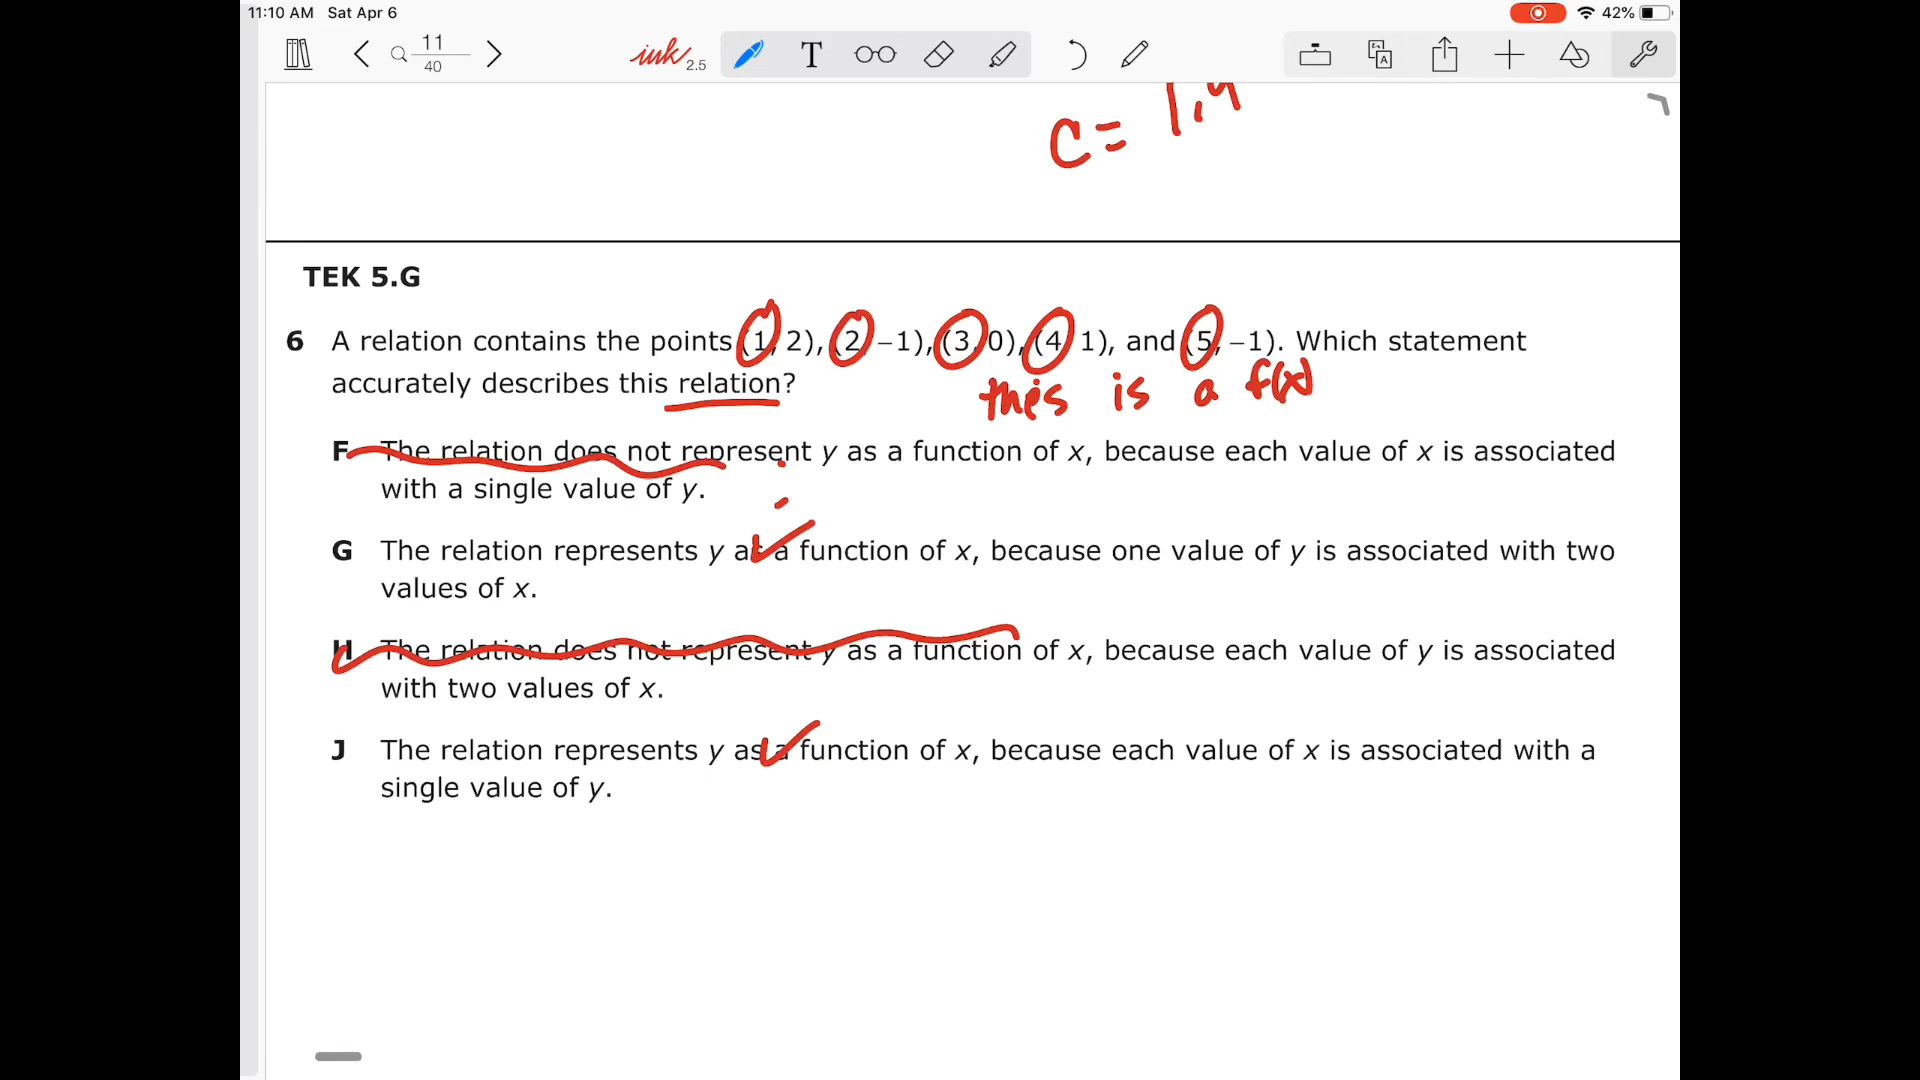 11:10 AM Sat Apr 6
42%
11
40
ink 2.5
T
A
c = 1.4
TEK 5.G
6 A relation contains the points (1, 2), (2, −1), (3, 0), (4, 1), and (5, −1). Which statement
accurately describes this relation?
this is a f(x)
F The relation does not represent y as a function of x, because each value of x is associated
with a single value of y.
G The relation represents y as a function of x, because one value of y is associated with two
values of x.
H The relation does not represent y as a function of x, because each value of y is associated
with two values of x.
J The relation represents y as a function of x, because each value of x is associated with a
single value of y.